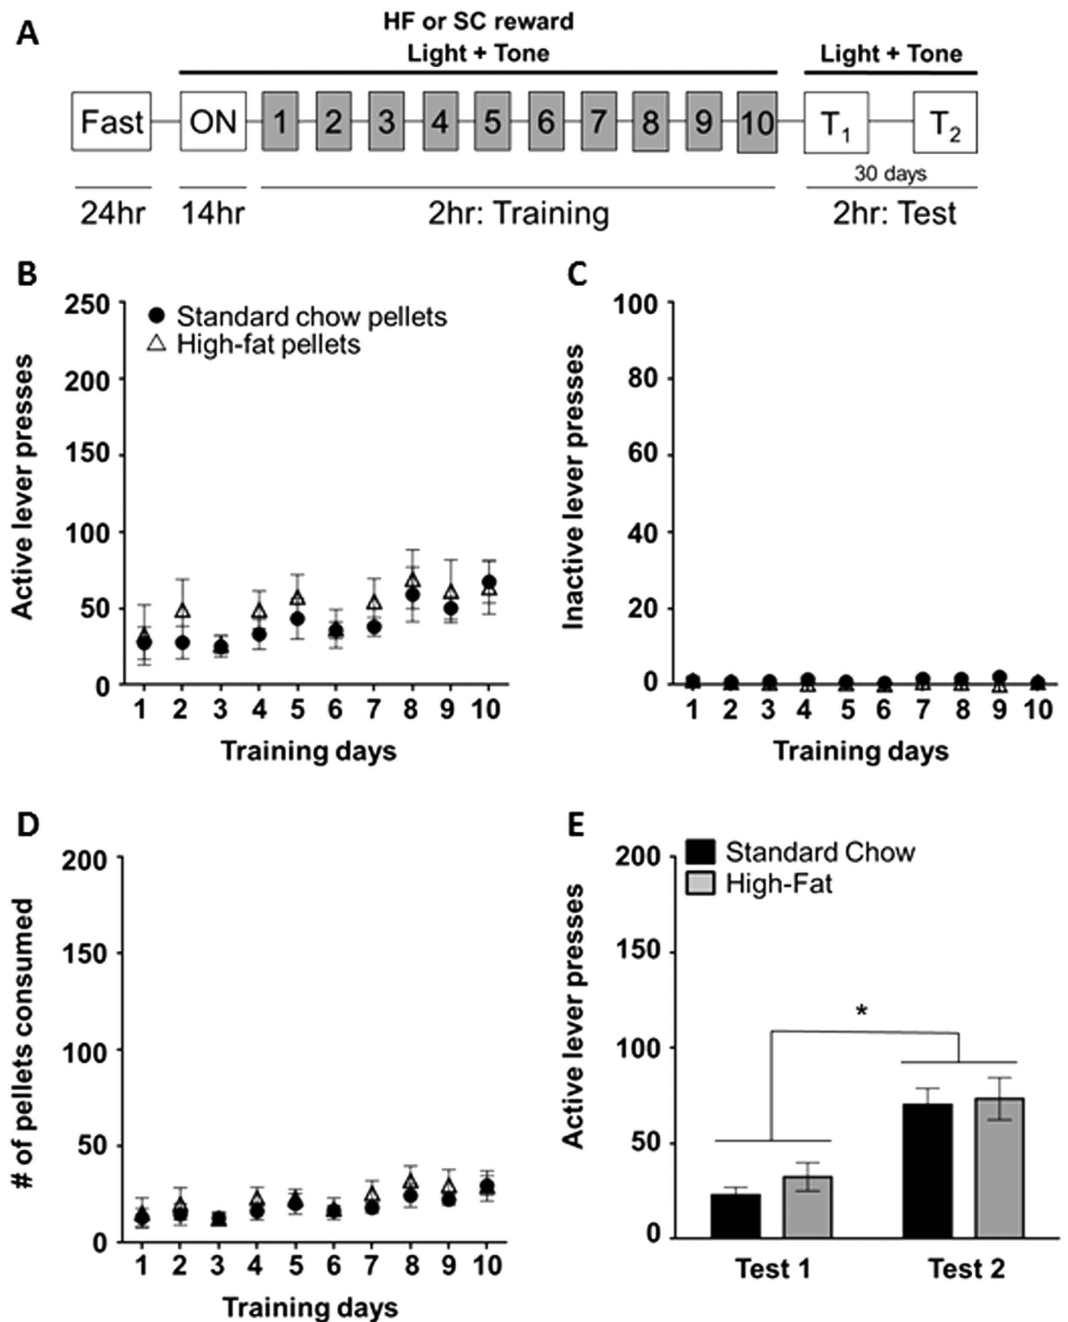 A
HF or SC reward
Light + Tone
Light + Tone
Fast ON 1 2 3 4 5 6 7 8 9 10 T1 T2
30 days
24hr 14hr 2hr: Training 2hr: Test
B
250
200
150
100
50
0
Active lever presses
Standard chow pellets
High-fat pellets
1 2 3 4 5 6 7 8 9 10
Training days
C
100
80
60
40
20
0
Inactive lever presses
1 2 3 4 5 6 7 8 9 10
Training days
D
200
150
100
50
0
# of pellets consumed
1 2 3 4 5 6 7 8 9 10
Training days
E
200
150
100
50
0
Active lever presses
Standard Chow
High-Fat
*
Test 1 Test 2